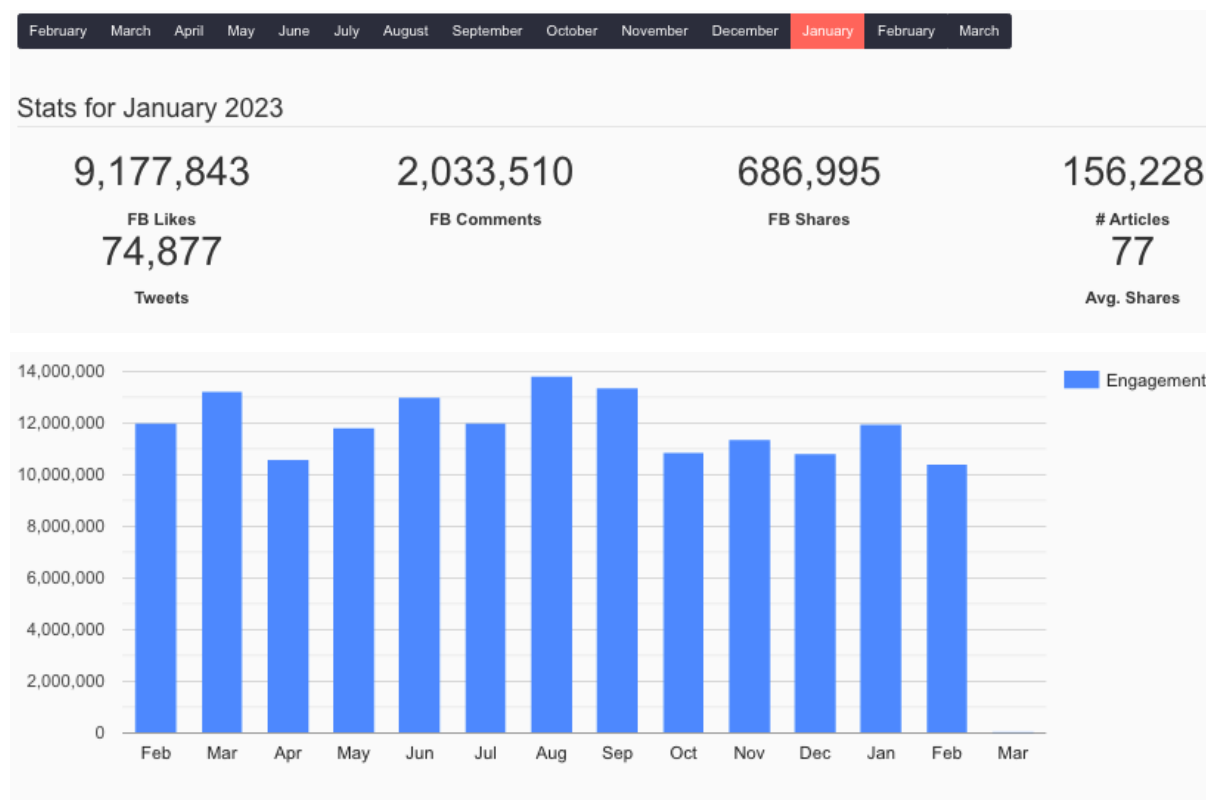 February March April May June July August September October November December January February March
Stats for January 2023
9,177,843 2,033,510 686,995 156,228
FB Likes FB Comments FB Shares # Articles
74,877 77
Tweets Avg. Shares
14,000,000
Engagement
12,000,000
10,000,000
8,000,000
6,000,000
4,000,000
2,000,000
0
Feb Mar Apr May Jun Jul Aug Sep Oct Nov Dec Jan Feb Mar